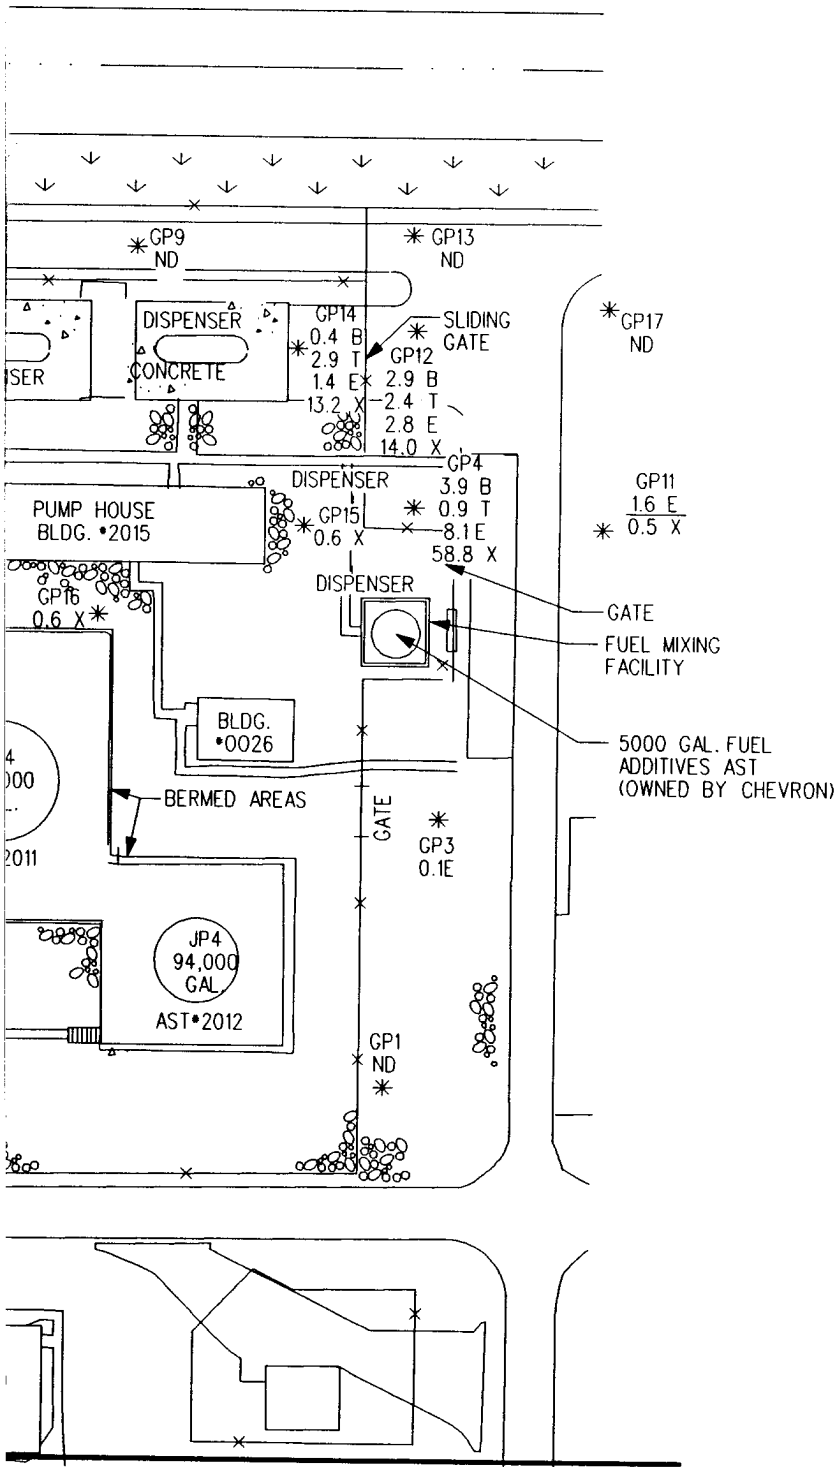 GP9
ND
GP13
ND
GP17
ND
DISPENSER
CONCRETE
SER
GP14
0.4 B
2.9 T
1.4 E
13.2 X
SLIDING
GATE
GP12
2.9 B
2.4 T
2.8 E
14.0 X
DISPENSER
GP4
3.9 B
0.9 T
8.1 E
58.8 X
GP11
1.6 E
0.5 X
PUMP HOUSE
BLDG. *2015
GP15
0.6 X
DISPENSER
GP16
0.6 X
GATE
FUEL MIXING
FACILITY
BLDG.
*0026
5000 GAL. FUEL
ADDITIVES AST
(OWNED BY CHEVRON)
4
000
2011
BERMED AREAS
GATE
GP3
0.1E
JP4
94,000
GAL.
AST*2012
GP1
ND